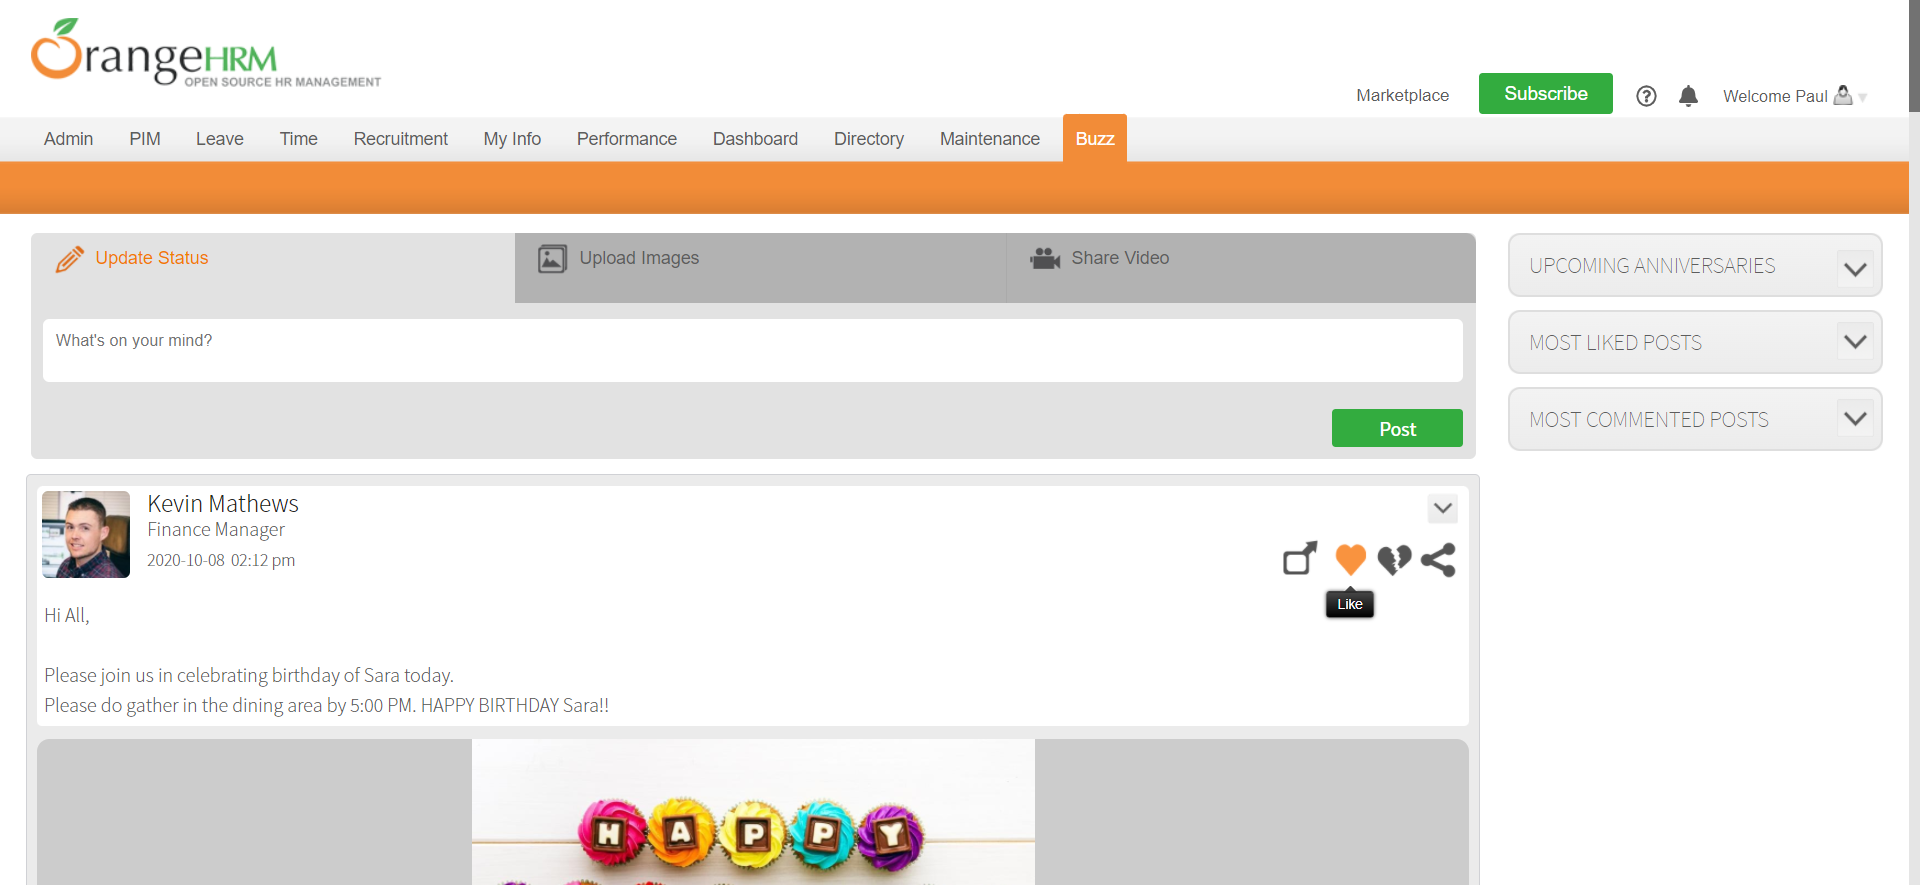 OrangeHRM
OPEN SOURCE HR MANAGEMENT
Marketplace
Subscribe
Welcome Paul
Admin
PIM
Leave
Time
Recruitment
My Info
Performance
Dashboard
Directory
Maintenance
Buzz
Update Status
Upload Images
Share Video
What's on your mind?
Post
UPCOMING ANNIVERSARIES
MOST LIKED POSTS
MOST COMMENTED POSTS
Kevin Mathews
Finance Manager
2020-10-08 02:12 pm
Like
Hi All,
Please join us in celebrating birthday of Sara today.
Please do gather in the dining area by 5:00 PM. HAPPY BIRTHDAY Sara!!
HAPPY